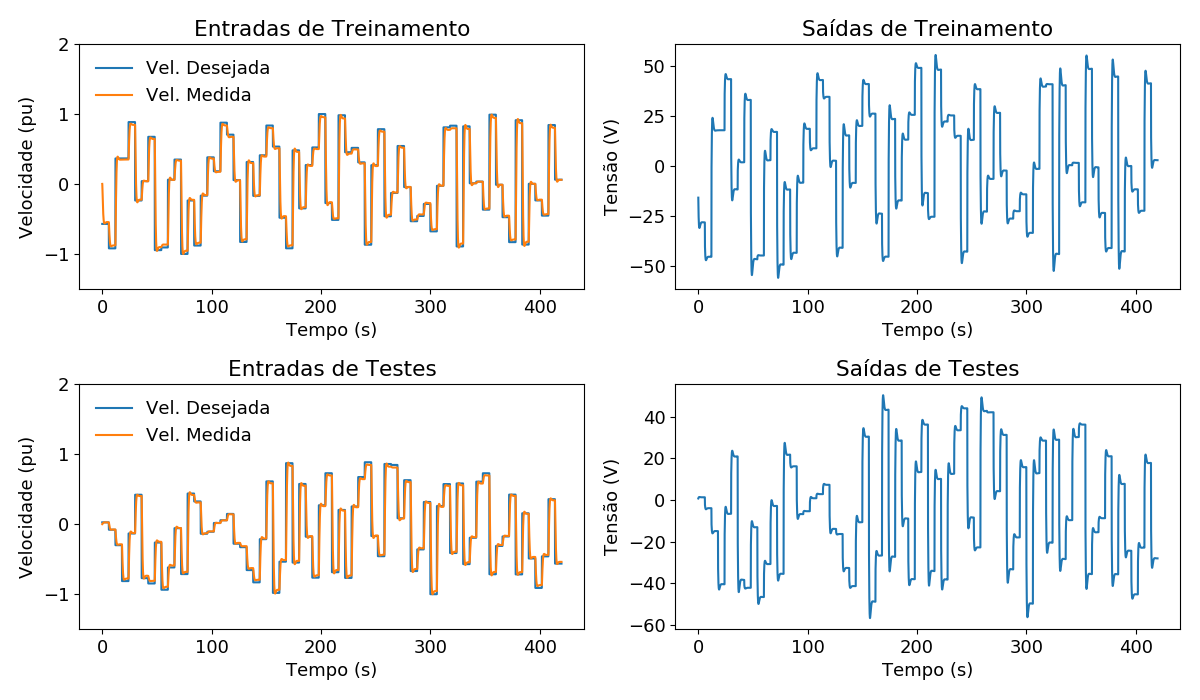 Entradas de Treinamento
2
1
0
−1
Velocidade (pu)
Vel. Desejada
Vel. Medida
0 100 200 300 400
Tempo (s)
Saídas de Treinamento
50
25
0
−25
−50
Tensão (V)
0 100 200 300 400
Tempo (s)
Entradas de Testes
2
1
0
−1
Velocidade (pu)
Vel. Desejada
Vel. Medida
0 100 200 300 400
Tempo (s)
Saídas de Testes
40
20
0
−20
−40
−60
Tensão (V)
0 100 200 300 400
Tempo (s)